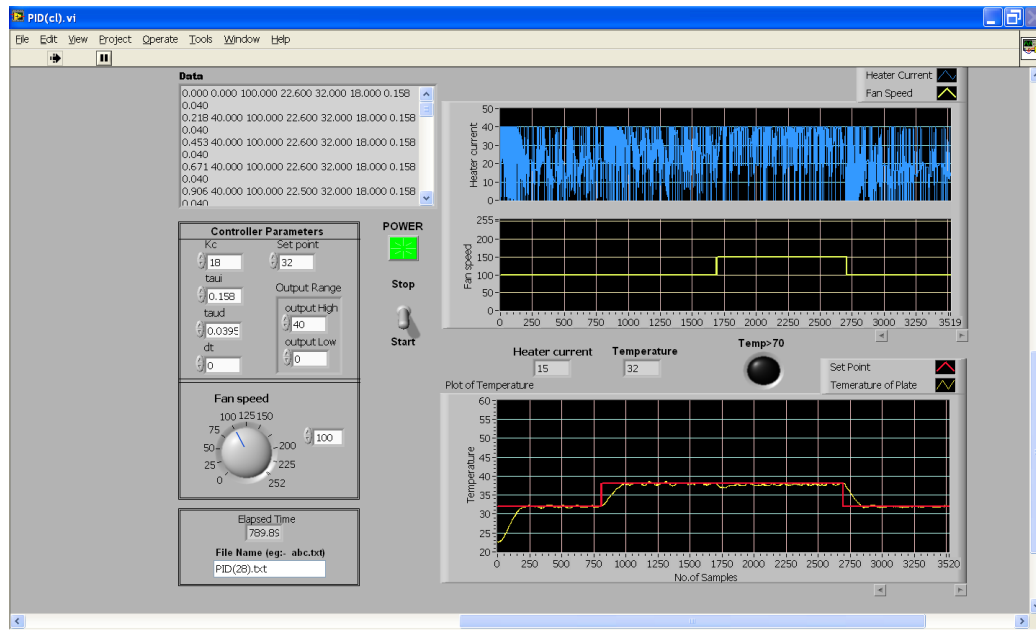 PID(cl).vi
File Edit View Project Operate Tools Window Help
Data
0.000 0.000 100.000 22.600 32.000 18.000 0.158
0.040
0.218 40.000 100.000 22.600 32.000 18.000 0.158
0.040
0.453 40.000 100.000 22.600 32.000 18.000 0.158
0.040
0.671 40.000 100.000 22.600 32.000 18.000 0.158
0.040
0.906 40.000 100.000 22.500 32.000 18.000 0.158
0.040
Heater Current
Fan Speed
Heater current
50
40
30
20
10
0
Fan speed
255
200
150
100
50
0
0 250 500 750 1000 1250 1500 1750 2000 2250 2500 2750 3000 3250 3519
Controller Parameters
Kc Set point
18 32
taui
0.158
Output Range
taud
output High
0.0395
40
dt
output Low
0
0
POWER
Stop
Start
Heater current Temperature Temp>70
15 32
Fan speed
0 25 50 75 100 125 150 200 225 252
100
Elapsed Time
789.89
File Name (eg:- abc.txt)
PID(28).txt
Set Point
Temerature of Plate
Plot of Temperature
Temperature
60
55
50
45
40
35
30
25
20
0 250 500 750 1000 1250 1500 1750 2000 2250 2500 2750 3000 3250 3520
No.of Samples